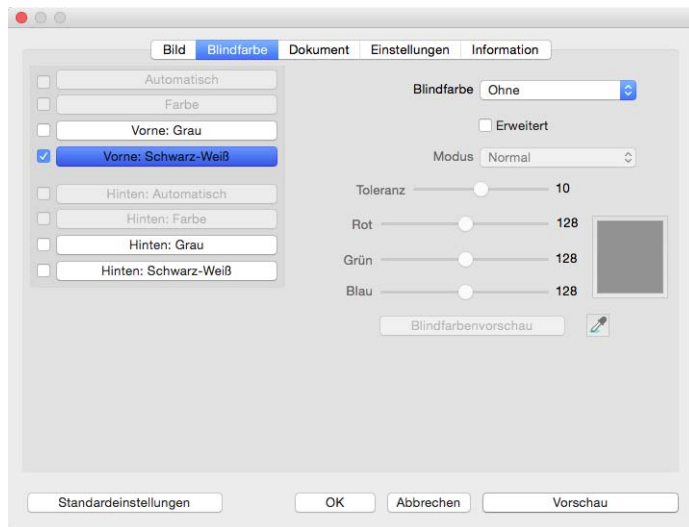 Bild Blindfarbe Dokument Einstellungen Information
Automatisch
Farbe
Vorne: Grau
Vorne: Schwarz-Weiß
Hinten: Automatisch
Hinten: Farbe
Hinten: Grau
Hinten: Schwarz-Weiß
Blindfarbe Ohne
Erweitert
Modus Normal
Toleranz 10
Rot 128
Grün 128
Blau 128
Blindfarbenvorschau
Standardeinstellungen OK Abbrechen Vorschau